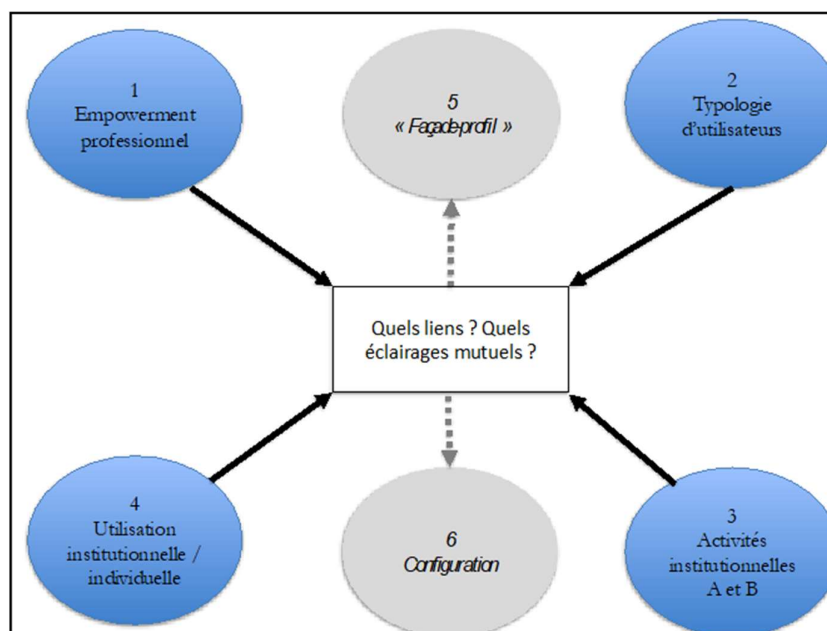 1
Empowerment
professionnel
5
« Façade-profil »
2
Typologie
d'utilisateurs
Quels liens ? Quels
éclairages mutuels ?
4
Utilisation
institutionnelle /
individuelle
6
Configuration
3
Activités
institutionnelles
A et B